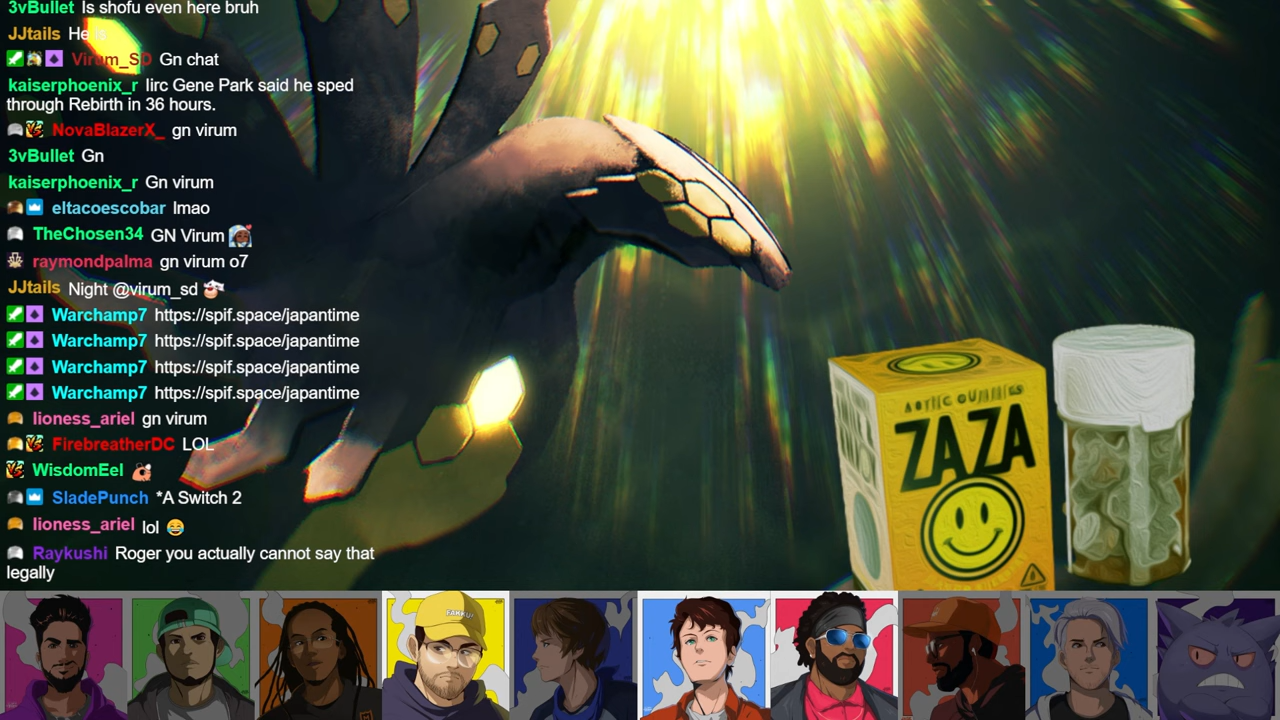 3vBullet Is shofu even here bruh
JJtails He is
Virum_SD Gn chat
kaiserphoenix_r Iirc Gene Park said he sped
through Rebirth in 36 hours.
NovaBlazerX_ gn virum
3vBullet Gn
kaiserphoenix_r Gn virum
eltacoescobar lmao
TheChosen34 GN Virum
raymondpalma gn virum o7
JJtails Night @virum_sd
Warchamp7 https://spif.space/japantime
Warchamp7 https://spif.space/japantime
Warchamp7 https://spif.space/japantime
Warchamp7 https://spif.space/japantime
lioness_ariel gn virum
FirebreatherDC LOL
WisdomEel
SladePunch *A Switch 2
lioness_ariel lol 😂
Raykushi Roger you actually cannot say that
legally
ZAZA